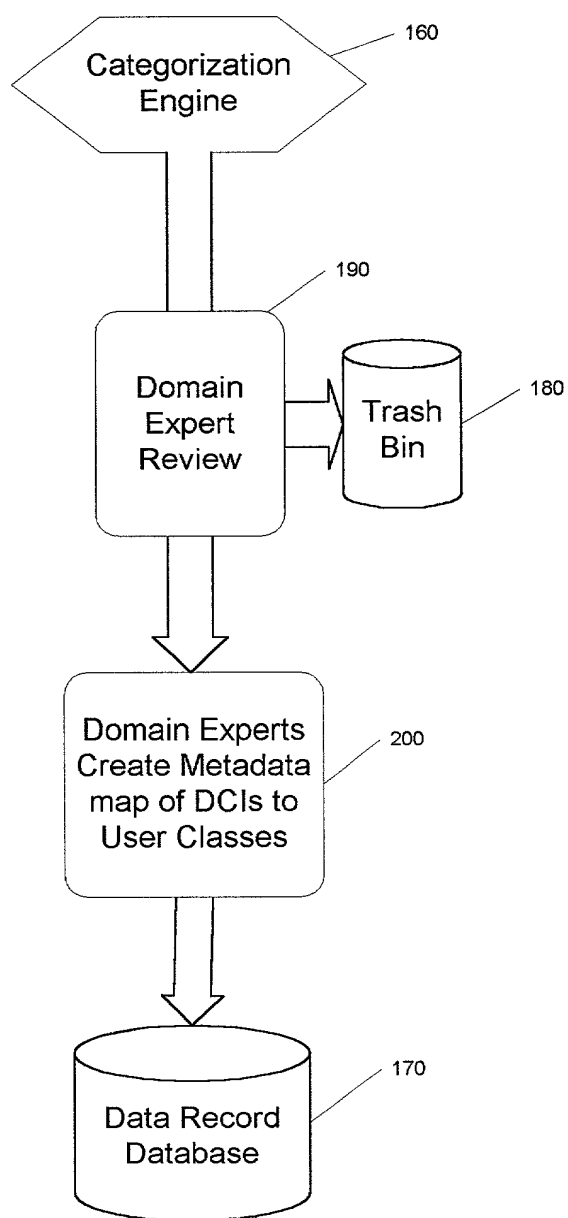 160
Categorization
Engine
190
Domain
Expert
Review
Trash
Bin
180
Domain Experts
Create Metadata
map of DCIs to
User Classes
200
170
Data Record
Database